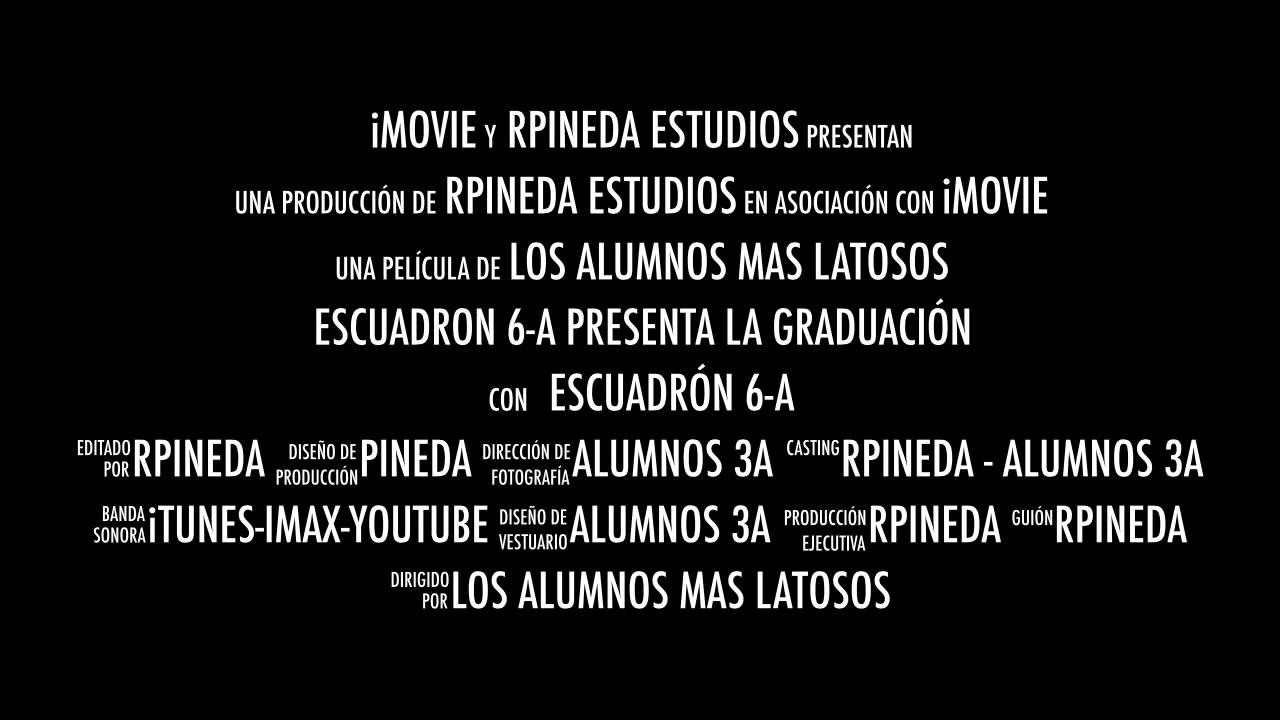 iMOVIE Y RPINEDA ESTUDIOS PRESENTAN
UNA PRODUCCIÓN DE RPINEDA ESTUDIOS EN ASOCIACIÓN CON iMOVIE
UNA PELÍCULA DE LOS ALUMNOS MAS LATOSOS
ESCUADRON 6-A PRESENTA LA GRADUACIÓN
CON ESCUADRÓN 6-A
EDITADO POR RPINEDA DISEÑO DE PRODUCCIÓN PINEDA DIRECCIÓN DE FOTOGRAFÍA ALUMNOS 3A CASTING RPINEDA - ALUMNOS 3A
BANDA SONORA iTUNES-IMAX-YOUTUBE DISEÑO DE VESTUARIO ALUMNOS 3A PRODUCCIÓN EJECUTIVA RPINEDA GUIÓN RPINEDA
DIRIGIDO POR LOS ALUMNOS MAS LATOSOS